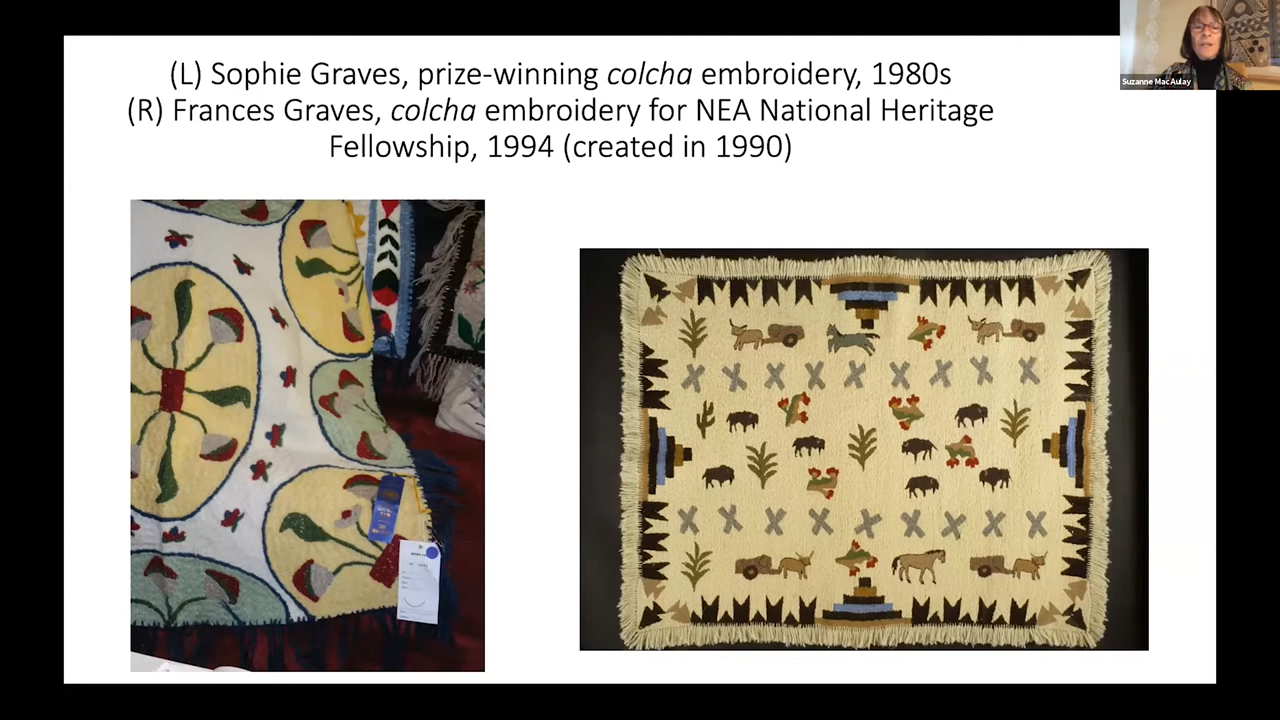 (L) Sophie Graves, prize-winning colcha embroidery, 1980s
(R) Frances Graves, colcha embroidery for NEA National Heritage
Fellowship, 1994 (created in 1990)
Suzanne MacAulay